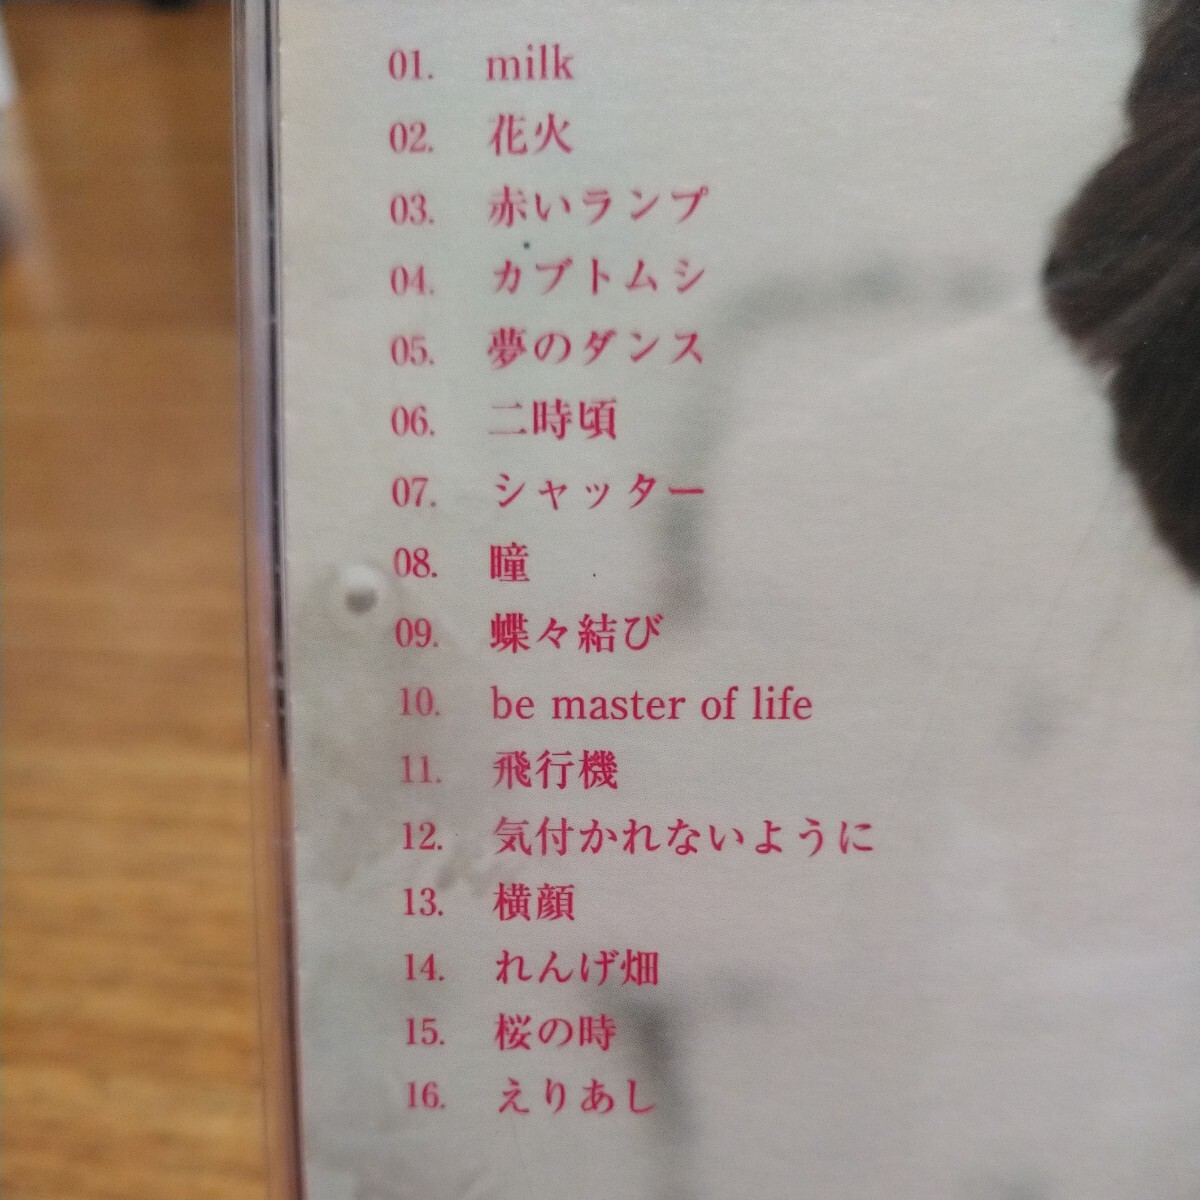 01. milk
02. 花火
03. 赤いランプ
04. カブトムシ
05. 夢のダンス
06. 二時頃
07. シャッター
08. 瞳
09. 蝶々結び
10. be master of life
11. 飛行機
12. 気付かれないように
13. 横顔
14. れんげ畑
15. 桜の時
16. えりあし